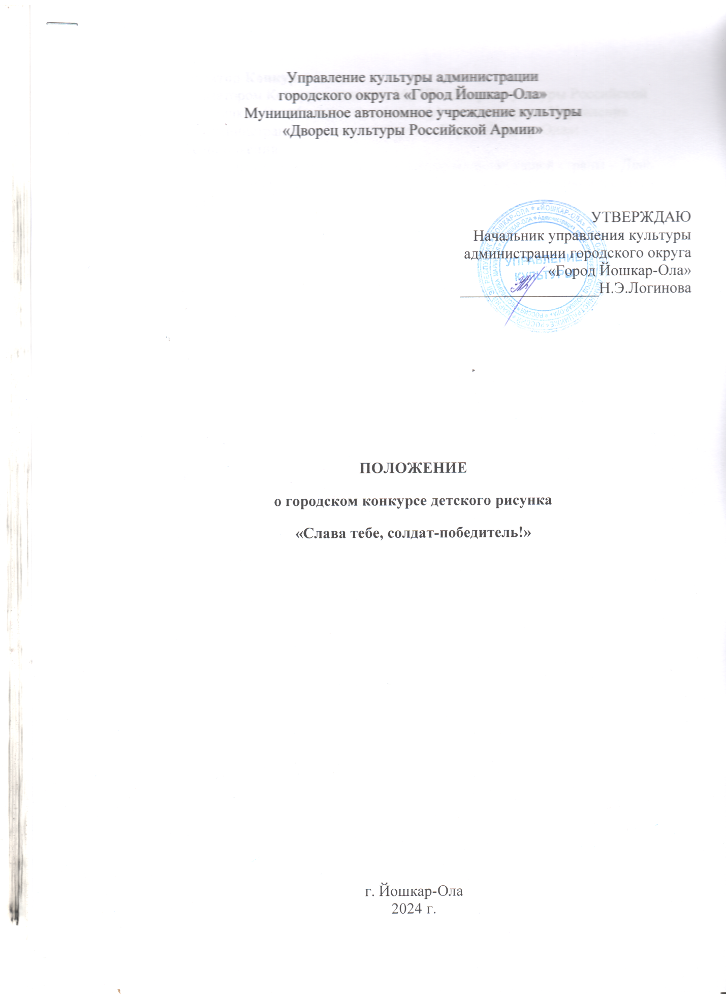 Управление культуры администрации
городского округа «Город Йошкар-Ола»
Муниципальное автономное учреждение культуры
«Дворец культуры Российской Армии»
УТВЕРЖДАЮ
Начальник управления культуры
администрации городского округа
«Город Йошкар-Ола»
Н.Э.Логинова
УПРАВЛЕНИЕ
КУЛЬТУРЫ
ПОЛОЖЕНИЕ
о городском конкурсе детского рисунка
«Слава тебе, солдат-победитель!»
г. Йошкар-Ола
2024 г.